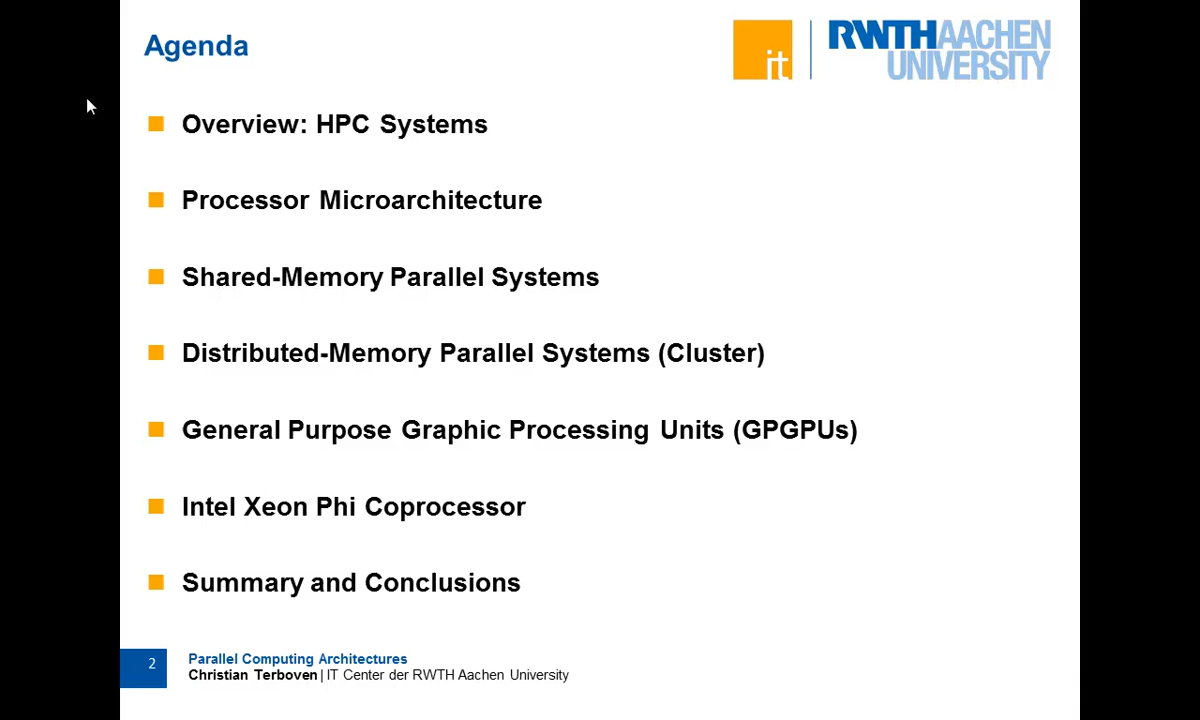 Agenda
it
RWTHAACHEN
UNIVERSITY
Overview: HPC Systems
Processor Microarchitecture
Shared-Memory Parallel Systems
Distributed-Memory Parallel Systems (Cluster)
General Purpose Graphic Processing Units (GPGPUs)
Intel Xeon Phi Coprocessor
Summary and Conclusions
2
Parallel Computing Architectures
Christian Terboven | IT Center der RWTH Aachen University